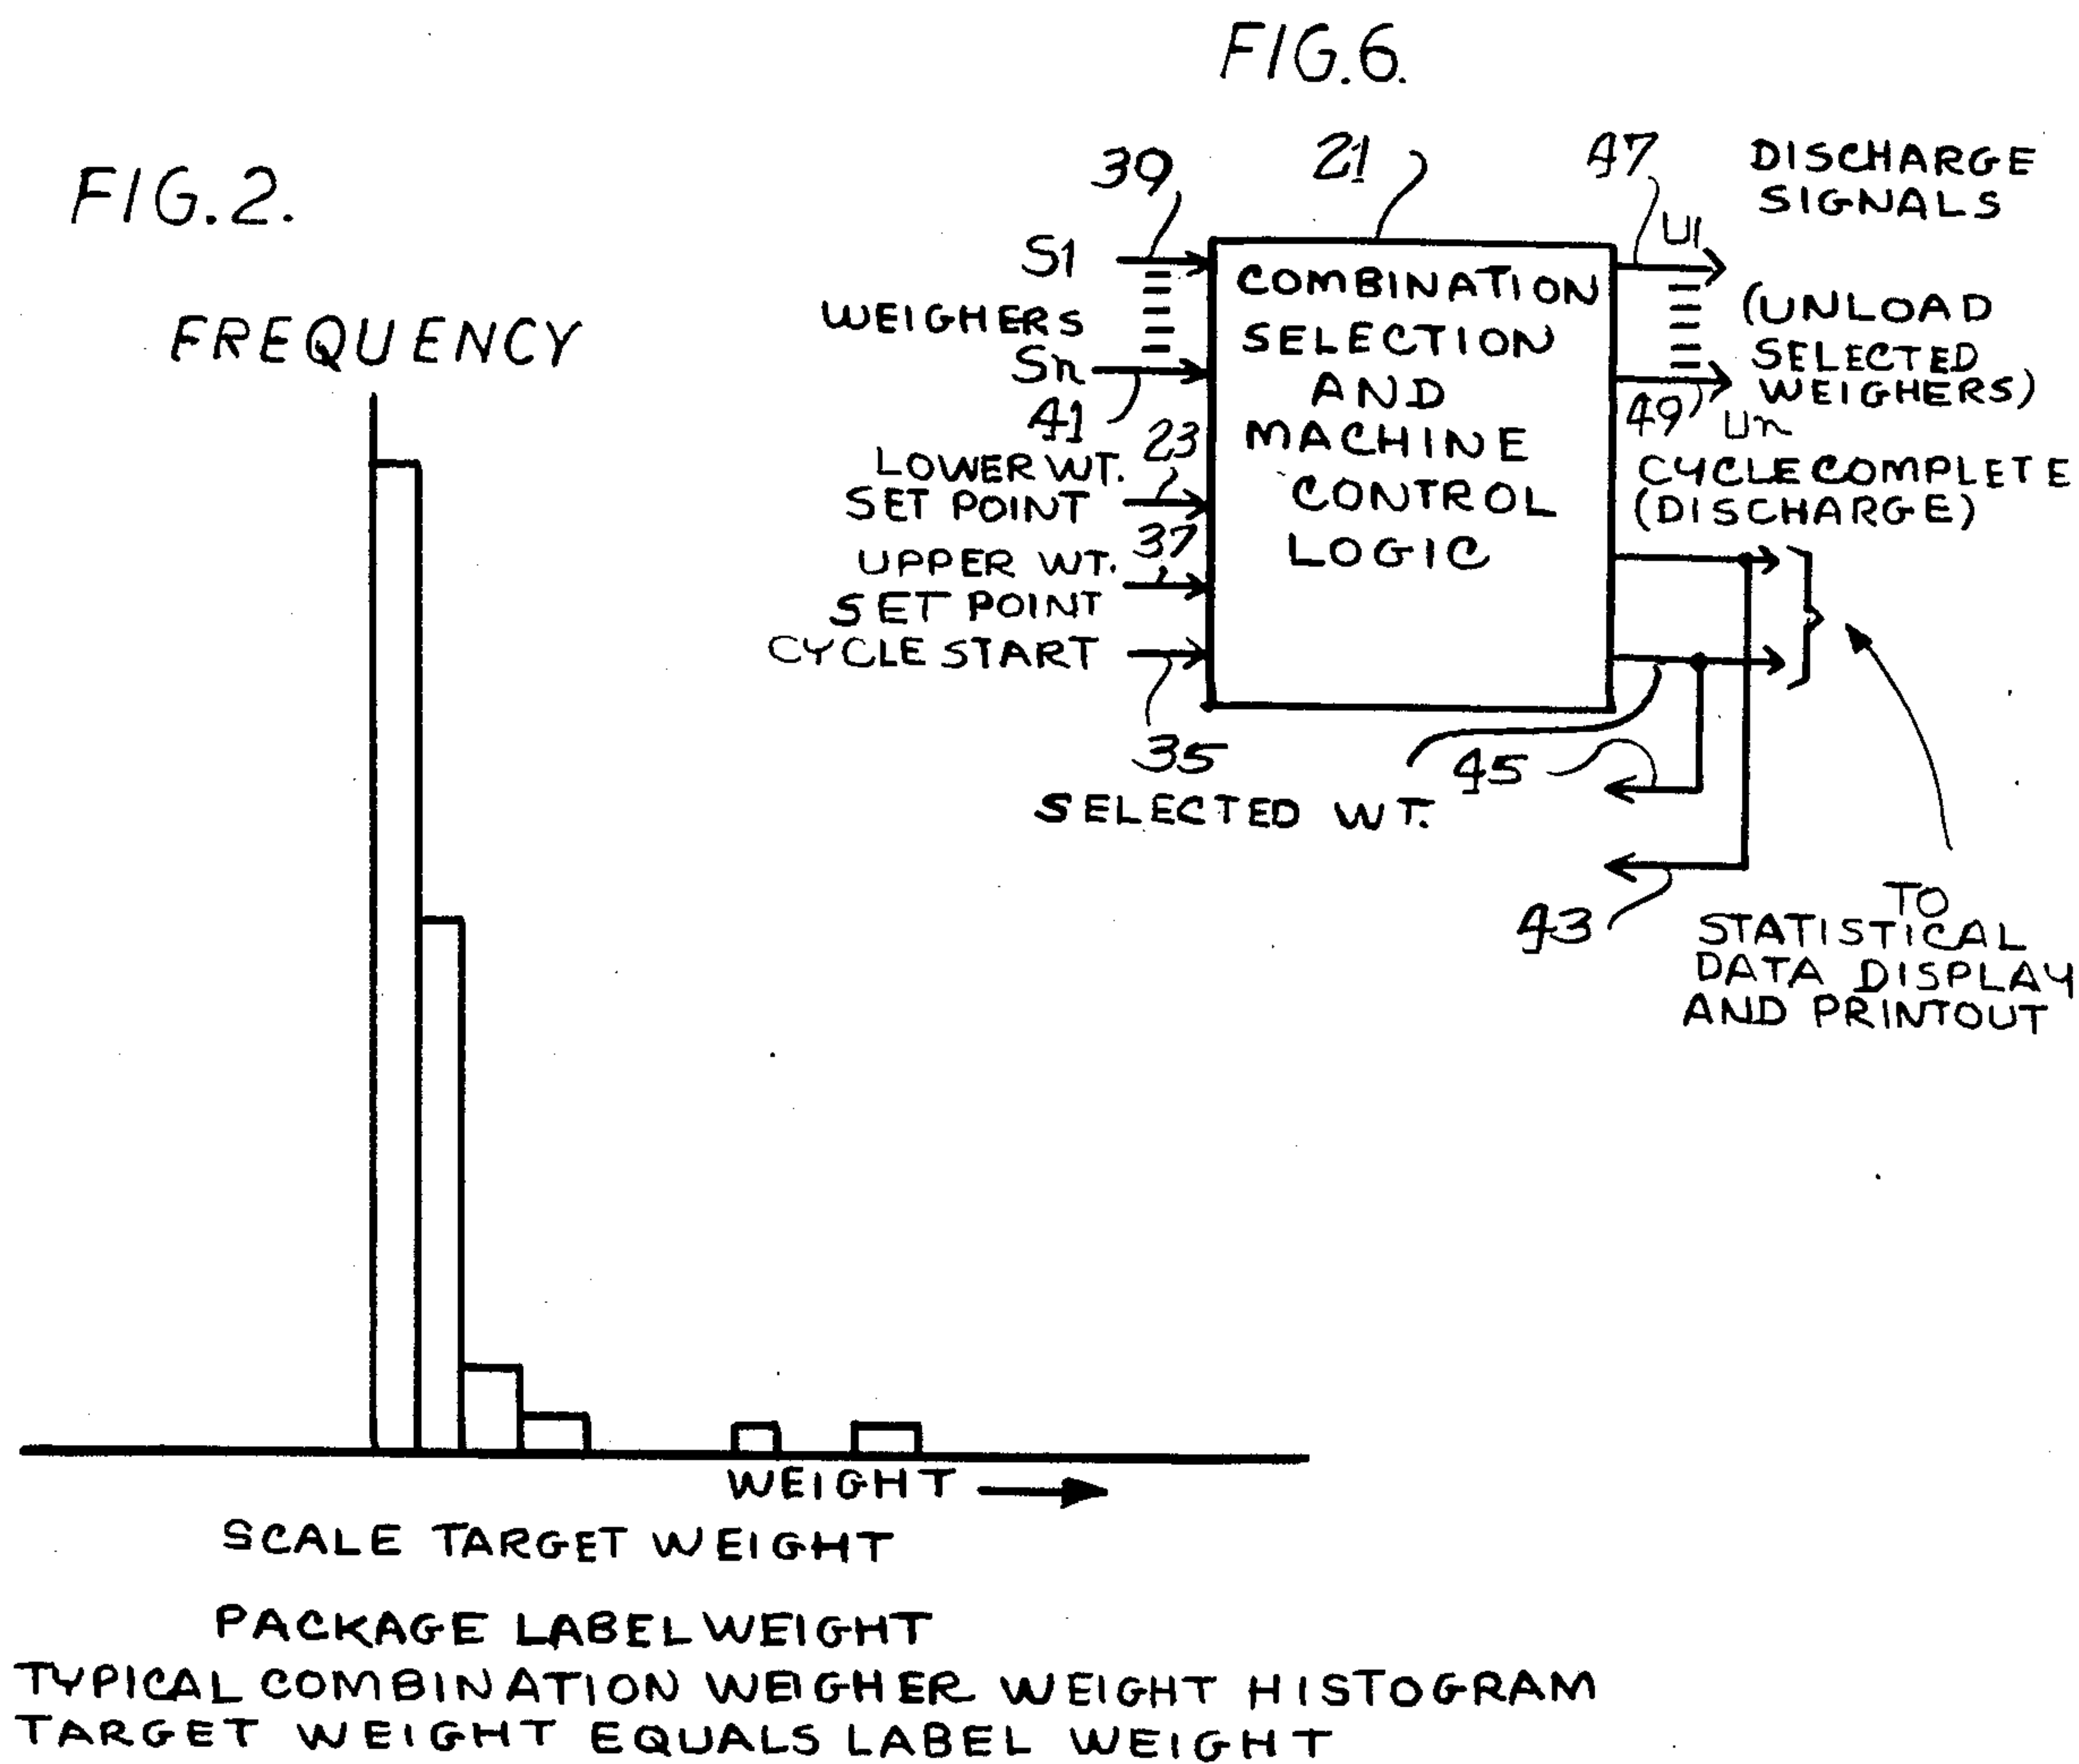 FIG.6.
FIG.2.
FREQUENCY
39
21
47
DISCHARGE
SIGNALS
S1
WEIGHERS
Sn
41
U1
(UNLOAD
SELECTED
WEIGHERS)
49
Un
COMBINATION
SELECTION
AND
MACHINE
CONTROL
LOGIC
LOWER WT.
SET POINT
23
UPPER WT.
SET POINT
37
CYCLE START
35
CYCLE COMPLETE
(DISCHARGE)
45
SELECTED WT.
43
TO
STATISTICAL
DATA DISPLAY
AND PRINTOUT
WEIGHT
SCALE TARGET WEIGHT
PACKAGE LABEL WEIGHT
TYPICAL COMBINATION WEIGHER WEIGHT HISTOGRAM
TARGET WEIGHT EQUALS LABEL WEIGHT